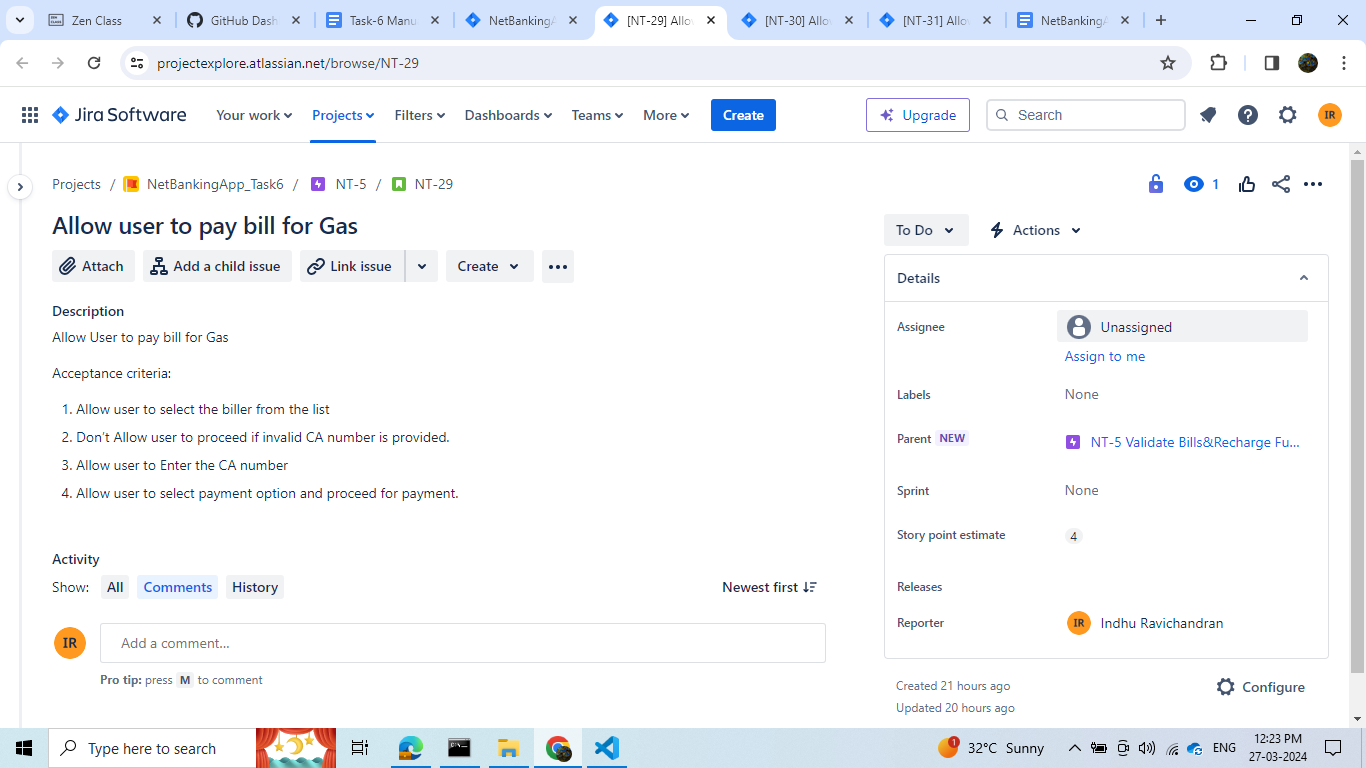 Zen Class
GitHub Dash
Task-6 Manu
NetBankingA
[NT-29] Allo
[NT-30] Allo
[NT-31] Allo
NetBankingA
projectexplore.atlassian.net/browse/NT-29
Jira Software
Your work
Projects
Filters
Dashboards
Teams
More
Create
Upgrade
Search
IR
Projects / NetBankingApp_Task6 / NT-5 / NT-29
1
Allow user to pay bill for Gas
To Do
Actions
Attach
Add a child issue
Link issue
Create
Details
Description
Allow User to pay bill for Gas
Acceptance criteria:
1. Allow user to select the biller from the list
2. Don't Allow user to proceed if invalid CA number is provided.
3. Allow user to Enter the CA number
4. Allow user to select payment option and proceed for payment.
Assignee
Unassigned
Assign to me
Labels
None
Parent NEW
NT-5 Validate Bills&Recharge Fu...
Sprint
None
Story point estimate
4
Releases
Reporter
IR Indhu Ravichandran
Activity
Show: All Comments History
Newest first
IR
Add a comment...
Pro tip: press M to comment
Created 21 hours ago
Updated 20 hours ago
Configure
Type here to search
1
32°C Sunny
ENG
12:23 PM
27-03-2024